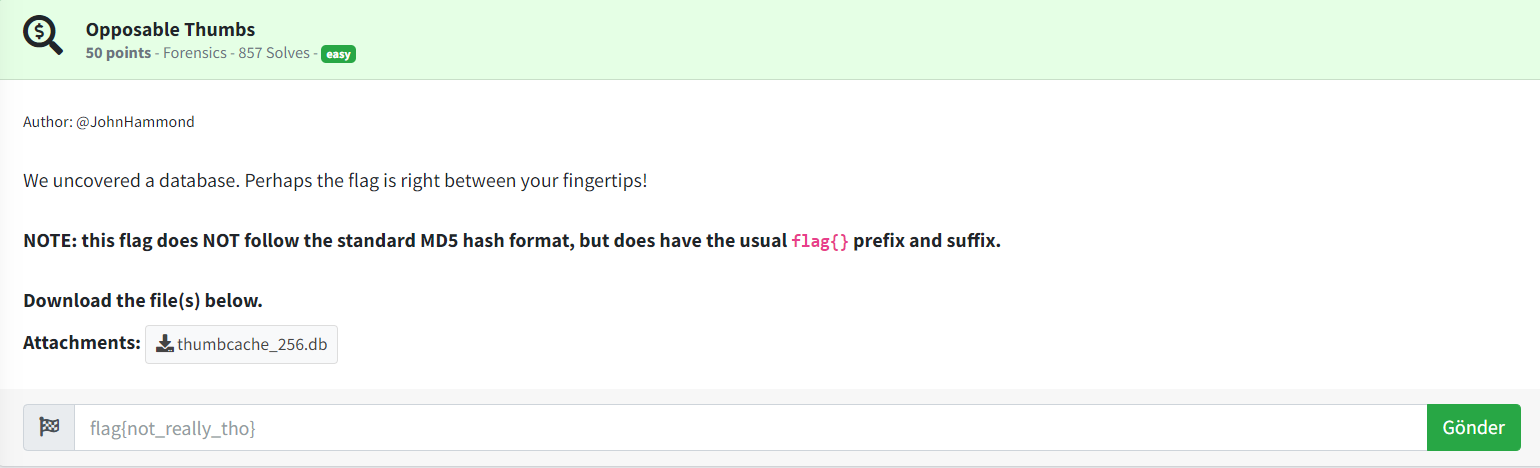 Opposable Thumbs
50 points - Forensics - 857 Solves - easy
Author: @JohnHammond
We uncovered a database. Perhaps the flag is right between your fingertips!
NOTE: this flag does NOT follow the standard MD5 hash format, but does have the usual flag{} prefix and suffix.
Download the file(s) below.
Attachments: thumbcache_256.db
flag{not_really_tho} Gönder